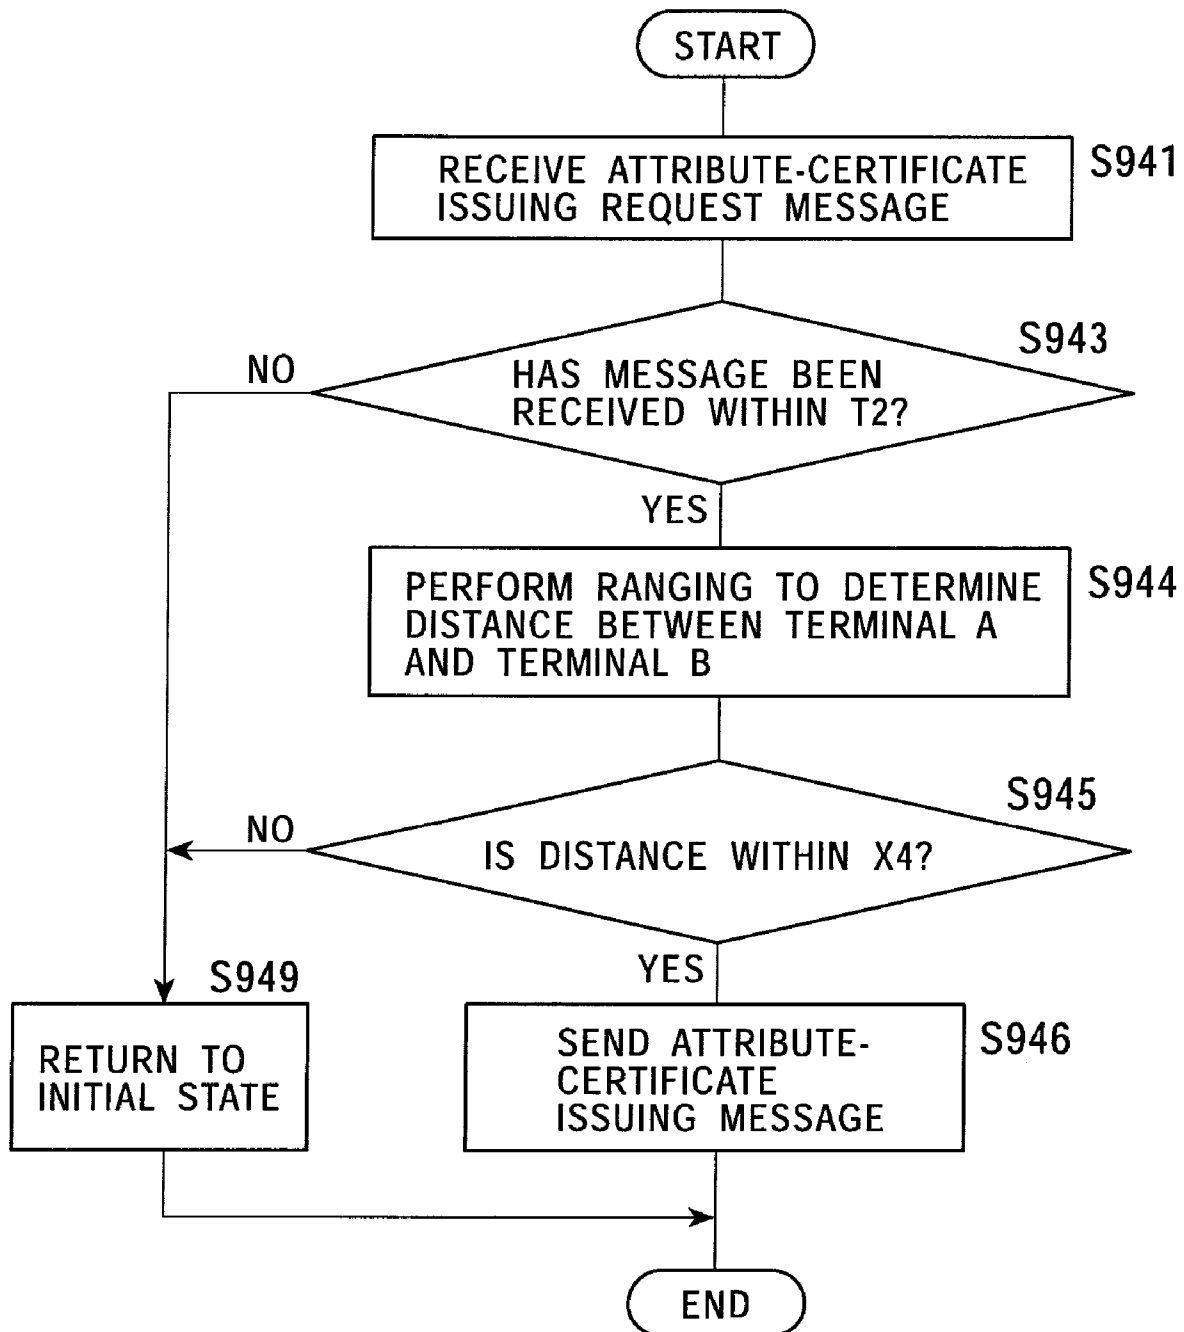 START
RECEIVE ATTRIBUTE-CERTIFICATE
ISSUING REQUEST MESSAGE
S941
S943
HAS MESSAGE BEEN
RECEIVED WITHIN T2?
NO
YES
PERFORM RANGING TO DETERMINE
DISTANCE BETWEEN TERMINAL A
AND TERMINAL B
S944
S945
IS DISTANCE WITHIN X4?
NO
YES
S949
RETURN TO
INITIAL STATE
SEND ATTRIBUTE-
CERTIFICATE
ISSUING MESSAGE
S946
END